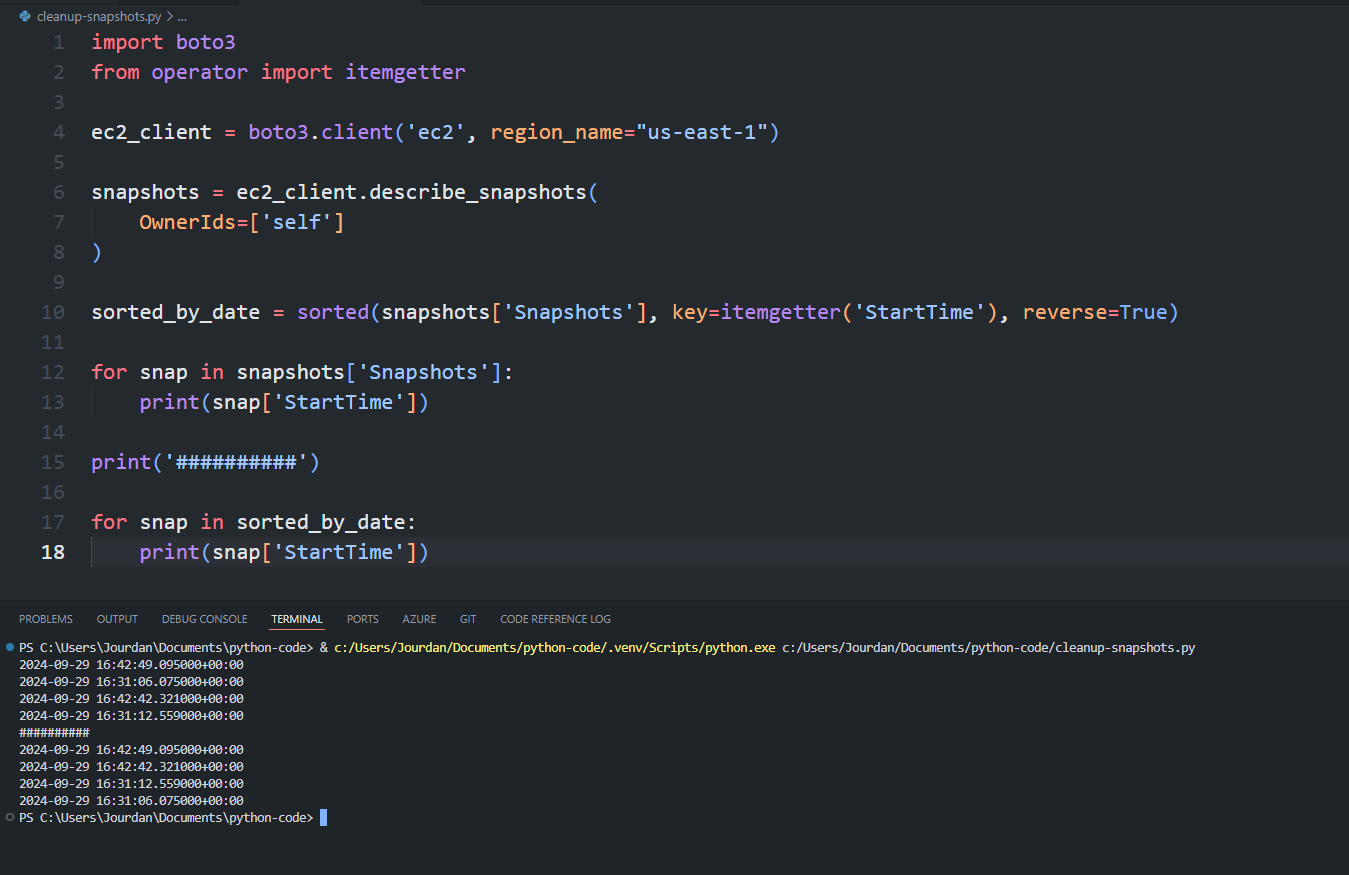 cleanup-snapshots.py > ...
1 import boto3
2 from operator import itemgetter
3
4 ec2_client = boto3.client('ec2', region_name="us-east-1")
5
6 snapshots = ec2_client.describe_snapshots(
7     OwnerIds=['self']
8 )
9
10 sorted_by_date = sorted(snapshots['Snapshots'], key=itemgetter('StartTime'), reverse=True)
11
12 for snap in snapshots['Snapshots']:
13     print(snap['StartTime'])
14
15 print('##########')
16
17 for snap in sorted_by_date:
18     print(snap['StartTime'])
PROBLEMS OUTPUT DEBUG CONSOLE TERMINAL PORTS AZURE GIT CODE REFERENCE LOG
PS C:\Users\Jourdan\Documents\python-code> & c:/Users/Jourdan/Documents/python-code/.venv/Scripts/python.exe c:/Users/Jourdan/Documents/python-code/cleanup-snapshots.py
2024-09-29 16:42:49.095000+00:00
2024-09-29 16:31:06.075000+00:00
2024-09-29 16:42:42.321000+00:00
2024-09-29 16:31:12.559000+00:00
##########
2024-09-29 16:42:49.095000+00:00
2024-09-29 16:42:42.321000+00:00
2024-09-29 16:31:12.559000+00:00
2024-09-29 16:31:06.075000+00:00
PS C:\Users\Jourdan\Documents\python-code>